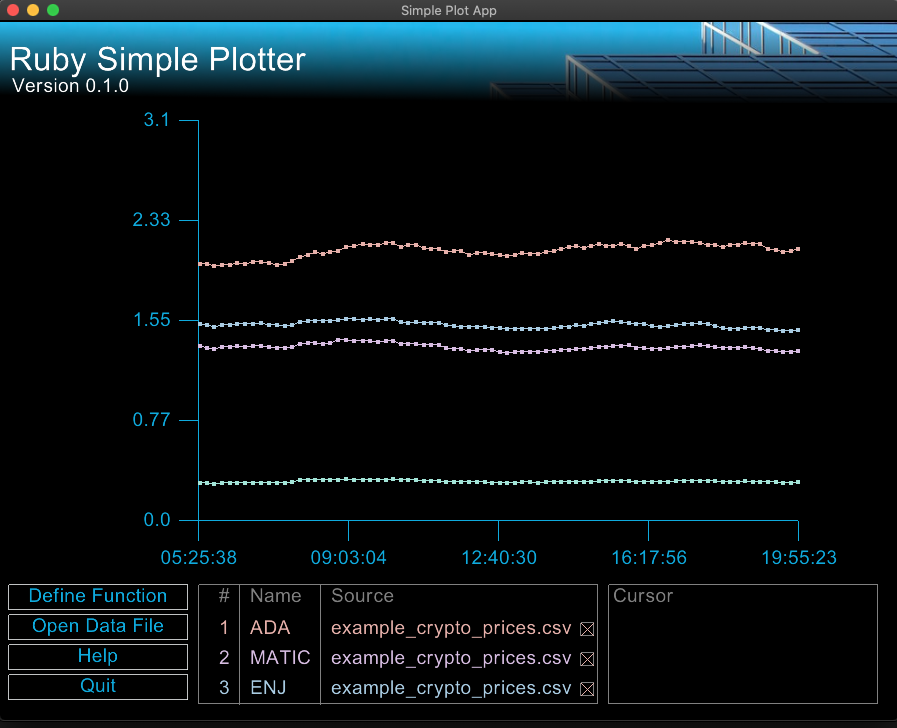 Simple Plot App
Ruby Simple Plotter
Version 0.1.0
3.1
2.33
1.55
0.77
0.0
05:25:38 09:03:04 12:40:30 16:17:56 19:55:23
Define Function
Open Data File
Help
Quit
# Name Source
1 ADA example_crypto_prices.csv
2 MATIC example_crypto_prices.csv
3 ENJ example_crypto_prices.csv
Cursor